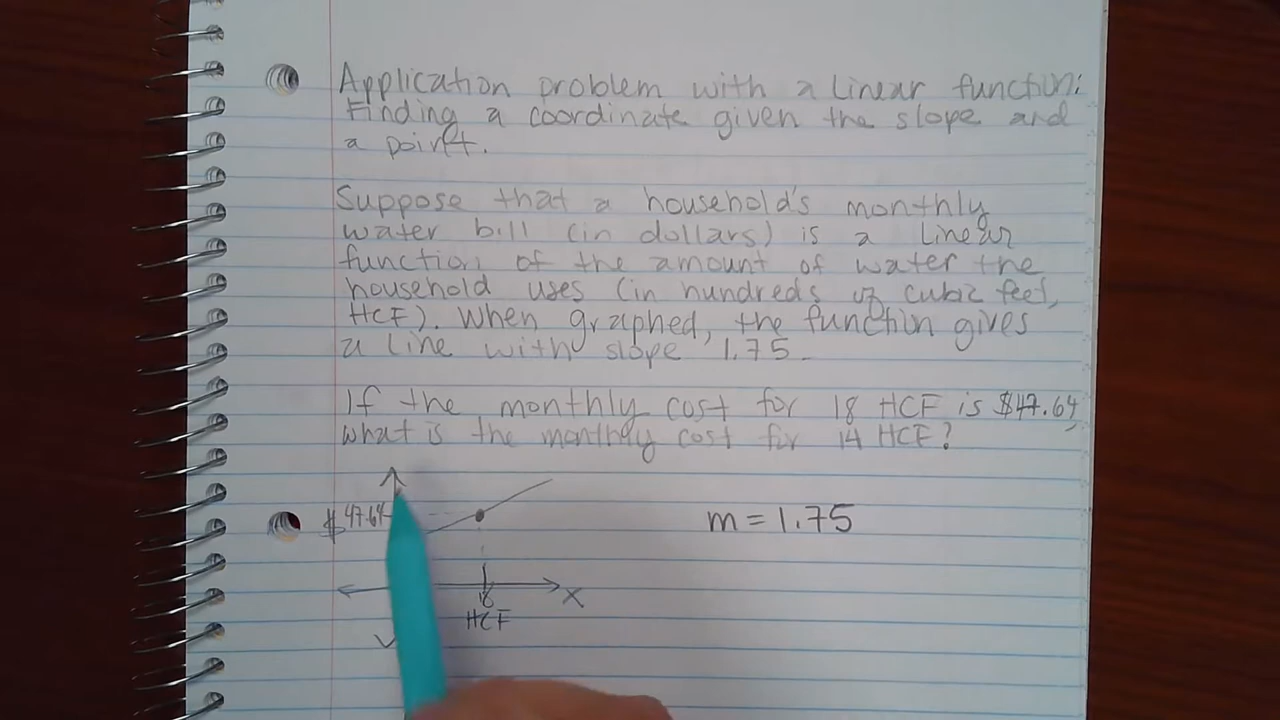 Application problem with a linear function:
Finding a coordinate given the slope and
a point.
Suppose that a household's monthly
water bill (in dollars) is a linear
function of the amount of water the
household uses (in hundreds of cubic feet,
HCF). When graphed, the function gives
a line with slope 1.75.
If the monthly cost for 18 HCF is $47.64,
what is the monthly cost for 14 HCF?
$47.64
m = 1.75
18
X
HCF